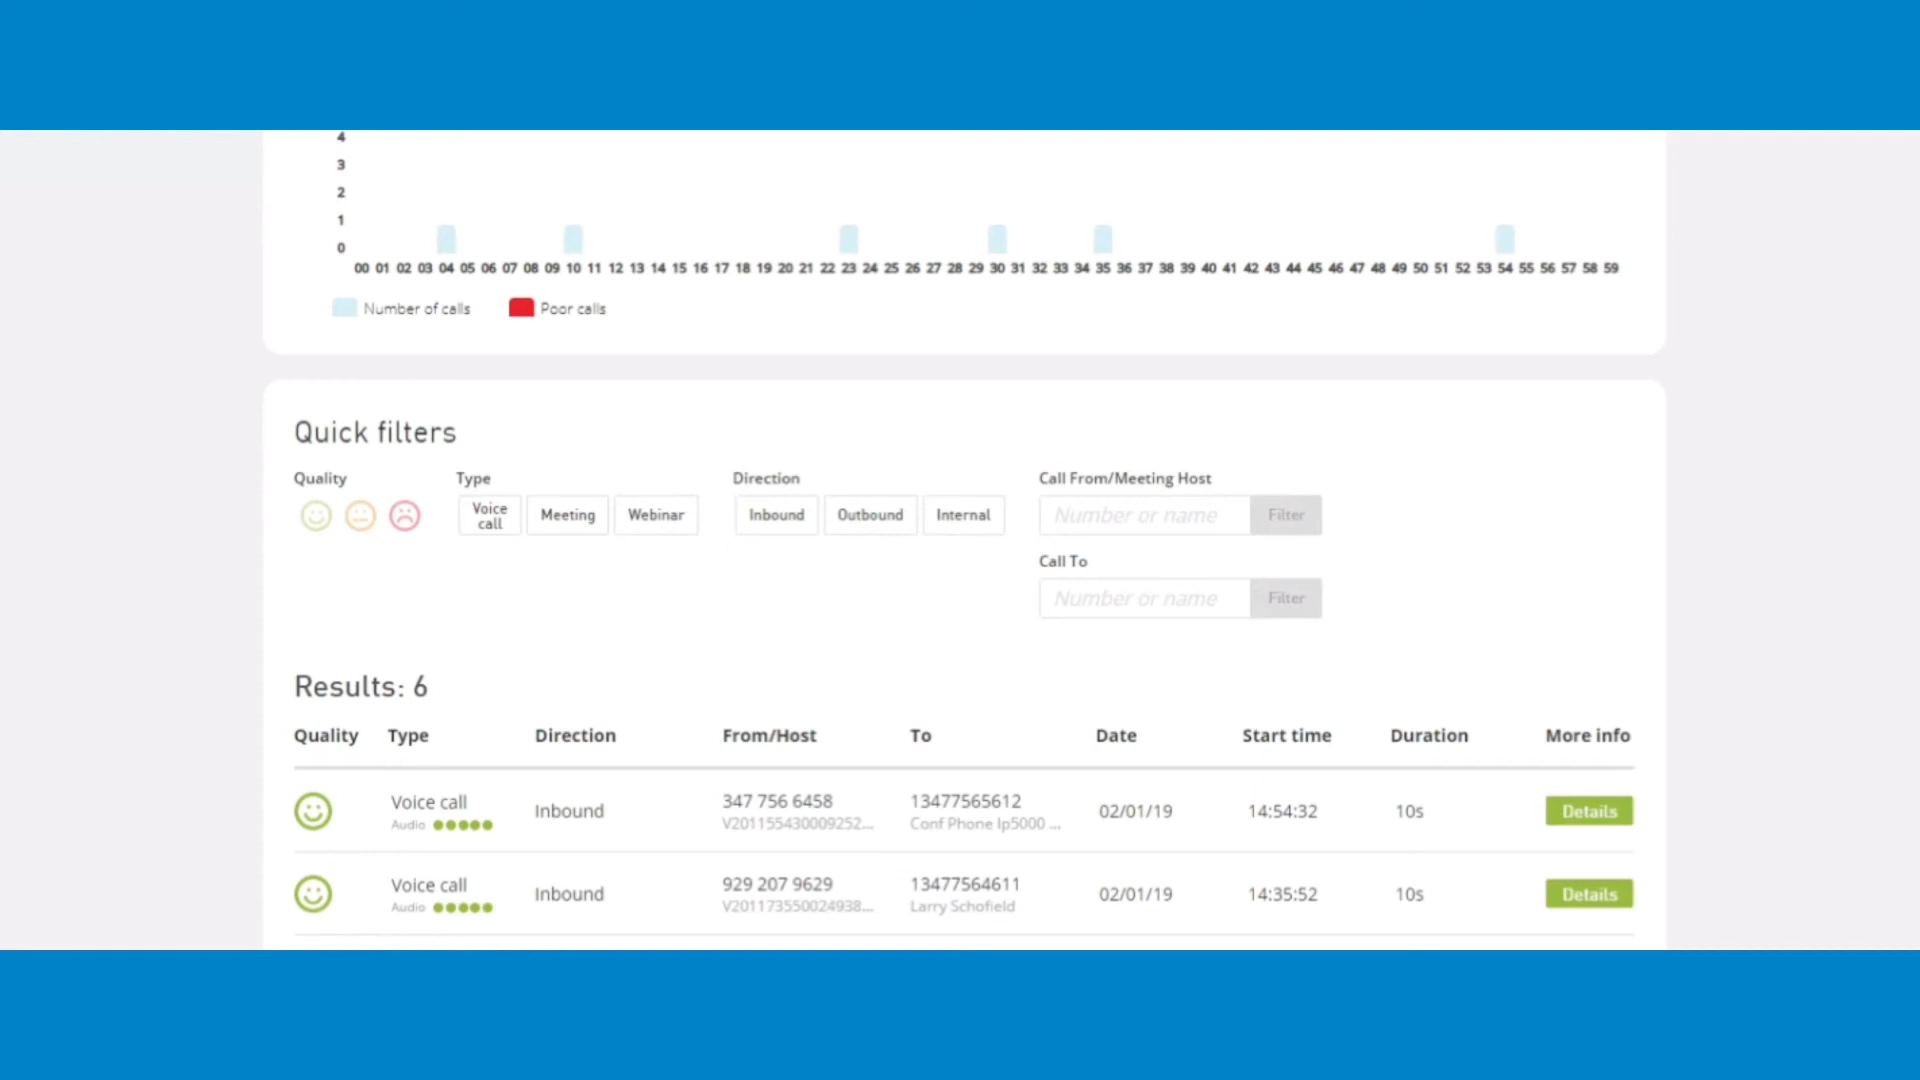 4
3
2
1
0
00 01 02 03 04 05 06 07 08 09 10 11 12 13 14 15 16 17 18 19 20 21 22 23 24 25 26 27 28 29 30 31 32 33 34 35 36 37 38 39 40 41 42 43 44 45 46 47 48 49 50 51 52 53 54 55 56 57 58 59
Number of calls Poor calls
Quick filters
Quality Type Direction Call From/Meeting Host
Voice call Meeting Webinar Inbound Outbound Internal Number or name Filter
Call To
Number or name Filter
Results: 6
Quality Type Direction From/Host To Date Start time Duration More info
Voice call Inbound 347 756 6458 13477565612 02/01/19 14:54:32 10s Details
Audio V201155430009252... Conf Phone Ip5000 ...
Voice call Inbound 929 207 9629 13477564611 02/01/19 14:35:52 10s Details
Audio V201173550024938... Larry Schofield